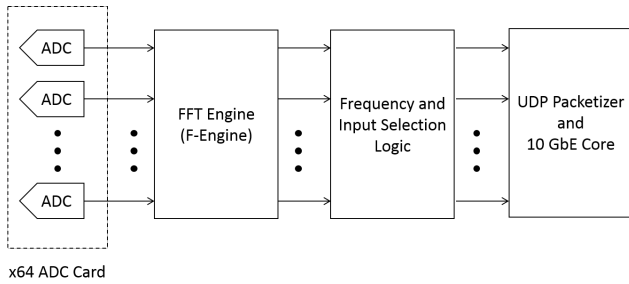 ADC
ADC
ADC
FFT Engine
(F-Engine)
Frequency and
Input Selection
Logic
UDP Packetizer
and
10 GbE Core
x64 ADC Card